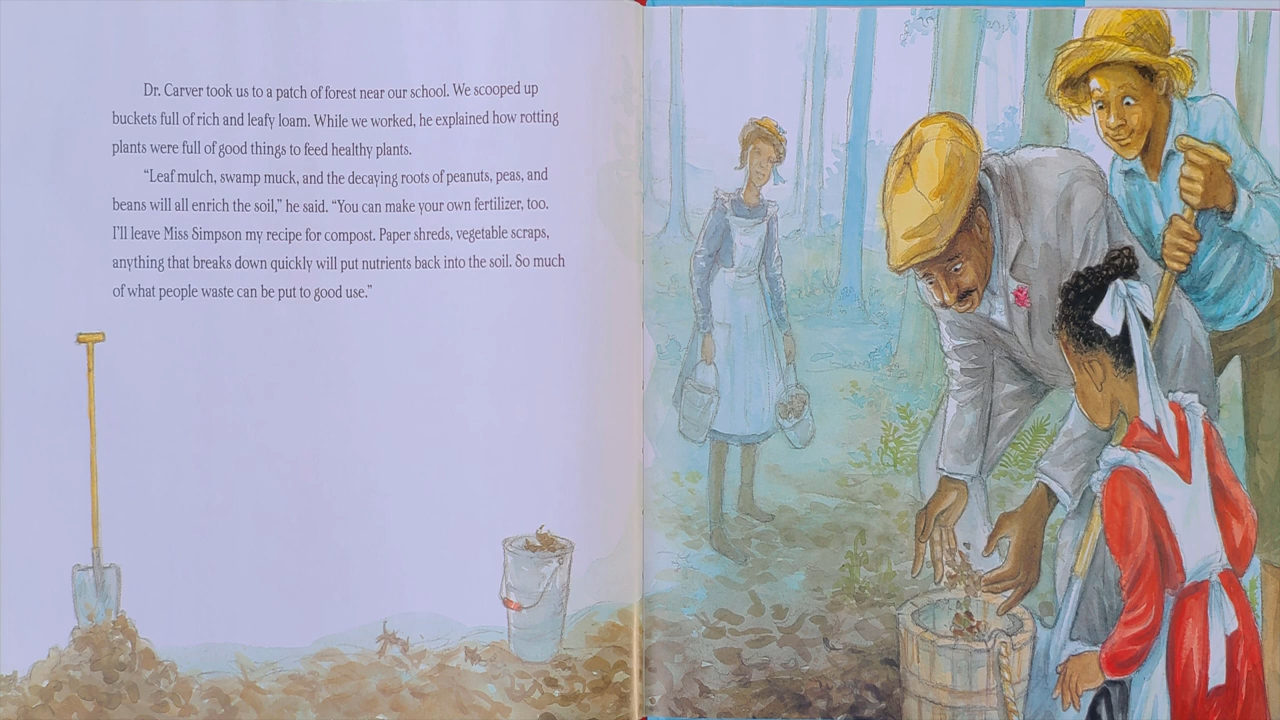 Dr. Carver took us to a patch of forest near our school. We scooped up
buckets full of rich and leafy loam. While we worked, he explained how rotting
plants were full of good things to feed healthy plants.
“Leaf mulch, swamp muck, and the decaying roots of peanuts, peas, and
beans will all enrich the soil,” he said. “You can make your own fertilizer, too.
I’ll leave Miss Simpson my recipe for compost. Paper shreds, vegetable scraps,
anything that breaks down quickly will put nutrients back into the soil. So much
of what people waste can be put to good use.”